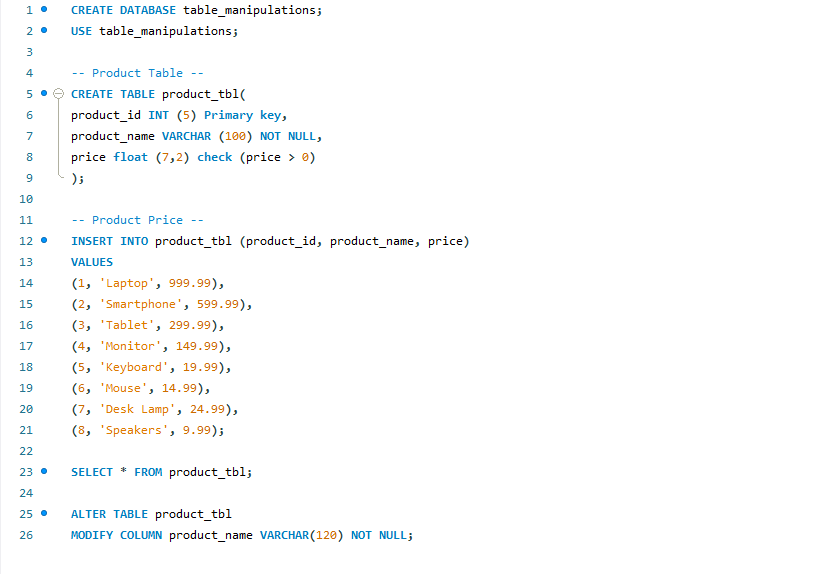 1 CREATE DATABASE table_manipulations;
2 USE table_manipulations;
3
4 -- Product Table --
5 CREATE TABLE product_tbl(
6 product_id INT (5) Primary key,
7 product_name VARCHAR (100) NOT NULL,
8 price float (7,2) check (price > 0)
9 );
10
11 -- Product Price --
12 INSERT INTO product_tbl (product_id, product_name, price)
13 VALUES
14 (1, 'Laptop', 999.99),
15 (2, 'Smartphone', 599.99),
16 (3, 'Tablet', 299.99),
17 (4, 'Monitor', 149.99),
18 (5, 'Keyboard', 19.99),
19 (6, 'Mouse', 14.99),
20 (7, 'Desk Lamp', 24.99),
21 (8, 'Speakers', 9.99);
22
23 SELECT * FROM product_tbl;
24
25 ALTER TABLE product_tbl
26 MODIFY COLUMN product_name VARCHAR(120) NOT NULL;